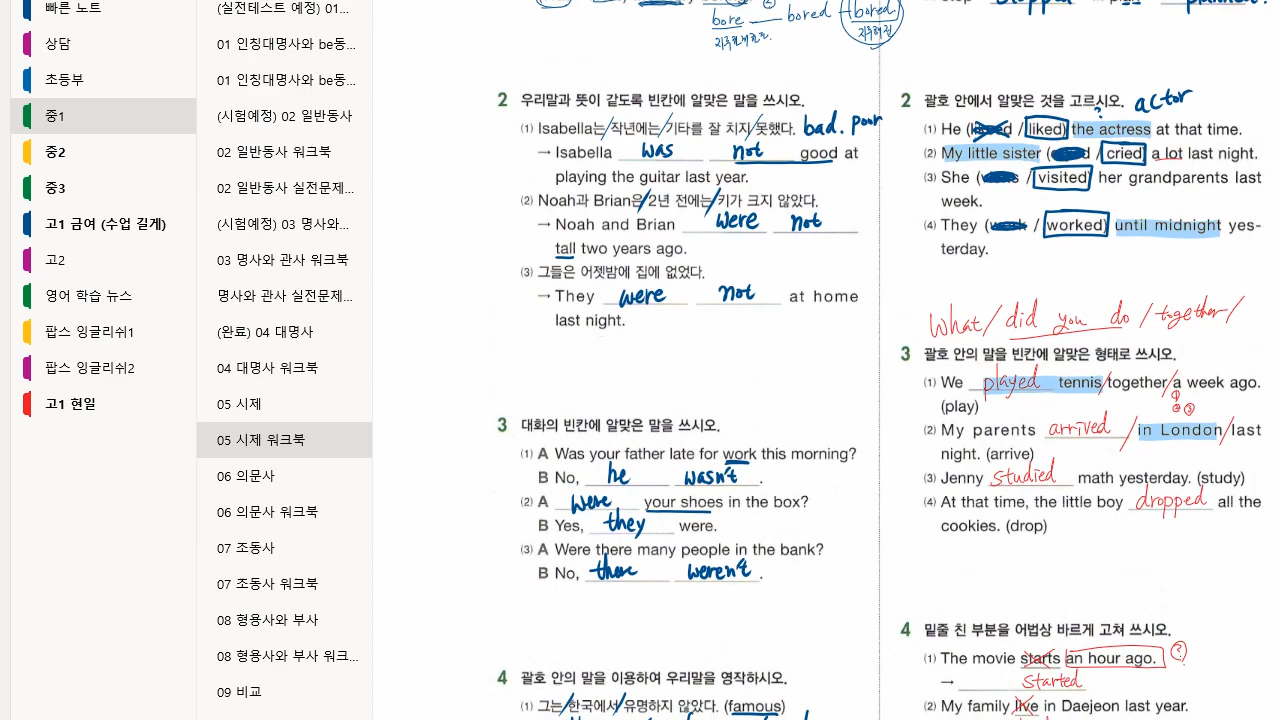 빠른 노트
상담
초등부
중1
중2
중3
고1 금여 (수업 길게)
고2
영어 학습 뉴스
팝스 잉글리쉬1
팝스 잉글리쉬2
고1 현일
(실전테스트 예정) 01...
01 인칭대명사와 be동...
01 인칭대명사와 be동...
(시험예정) 02 일반동사
02 일반동사 워크북
02 일반동사 실전문제...
(시험예정) 03 명사와...
03 명사와 관사 워크북
명사와 관사 실전문제...
(완료) 04 대명사
04 대명사 워크북
05 시제
05 시제 워크북
06 의문사
06 의문사 워크북
07 조동사
07 조동사 워크북
08 형용사와 부사
08 형용사와 부사 워크...
09 비교
bore bored bored
2 우리말과 뜻이 같도록 빈칸에 알맞은 말을 쓰시오.
(1) Isabella는/작년에는/기타를 잘 치지/못했다. bad. poor
→ Isabella was not good at
playing the guitar last year.
(2) Noah과 Brian은/2년 전에는/키가 크지 않았다.
→ Noah and Brian were not
tall two years ago.
(3) 그들은 어젯밤에 집에 없었다.
→ They were not at home
last night.
3 대화의 빈칸에 알맞은 말을 쓰시오.
(1) A Was your father late for work this morning?
B No, he wasn't.
(2) A were your shoes in the box?
B Yes, they were.
(3) A Were there many people in the bank?
B No, there weren't.
4 괄호 안의 말을 이용하여 우리말을 영작하시오.
(1) 그는/한국에서/유명하지 않았다. (famous)
2 괄호 안에서 알맞은 것을 고르시오. actor
?
(1) He ( / liked) the actress at that time.
(2) My little sister ( / cried) a lot last night.
(3) She ( / visited) her grandparents last
week.
(4) They ( / worked) until midnight yes-
terday.
What/did you do/together/
3 괄호 안의 말을 빈칸에 알맞은 형태로 쓰시오.
(1) We played tennis/together/a week ago.
(play)
(2) My parents arrived/in London/last
night. (arrive)
(3) Jenny studied math yesterday. (study)
(4) At that time, the little boy dropped all the
cookies. (drop)
4 밑줄 친 부분을 어법상 바르게 고쳐 쓰시오.
(1) The movie starts an hour ago. ?
→ started
(2) My family live in Daejeon last year.